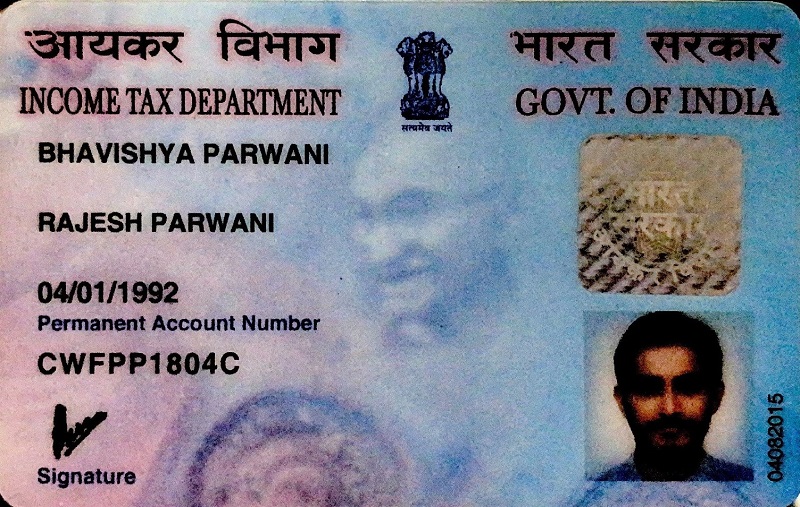 आयकर विभाग
भारत सरकार
INCOME TAX DEPARTMENT
GOVT. OF INDIA
सत्यमेव जयते
BHAVISHYA PARWANI
RAJESH PARWANI
04/01/1992
Permanent Account Number
CWFPP1804C
Signature
भारत
सरकार
04082015